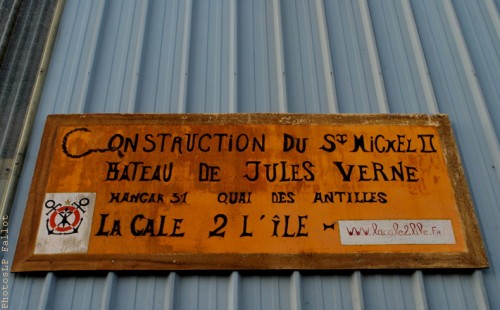 CONSTRUCTION DU ST MICHEL II
BATEAU DE JULES VERNE
HANGAR 31 QUAI DES ANTILLES
LA CALE 2 L'ÎLE - www.lacale2lile.fr
PhotosLP Fallot